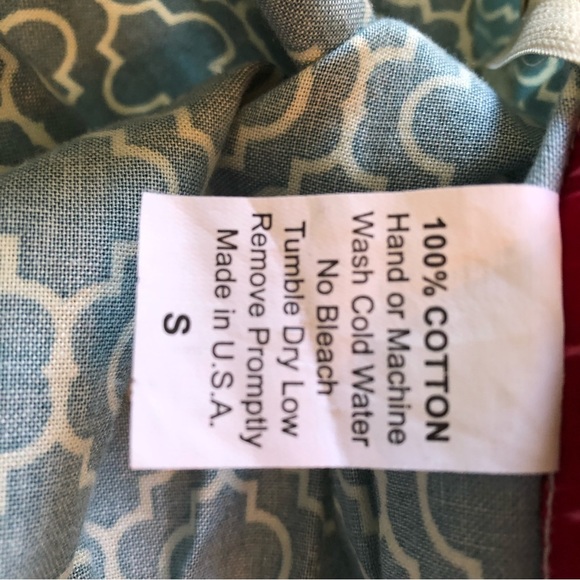 100% COTTON
Hand or Machine
Wash Cold Water
No Bleach
Tumble Dry Low
Remove Promptly
Made in U.S.A.
S